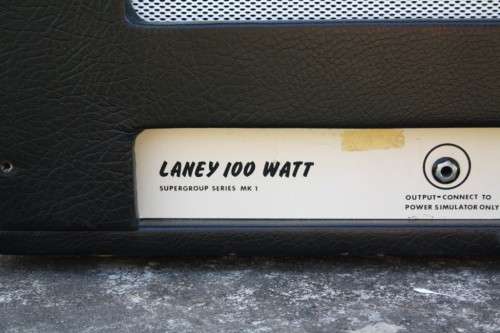 LANEY 100 WATT
SUPERGROUP SERIES MK 1
OUTPUT-CONNECT TO
POWER SIMULATOR ONLY